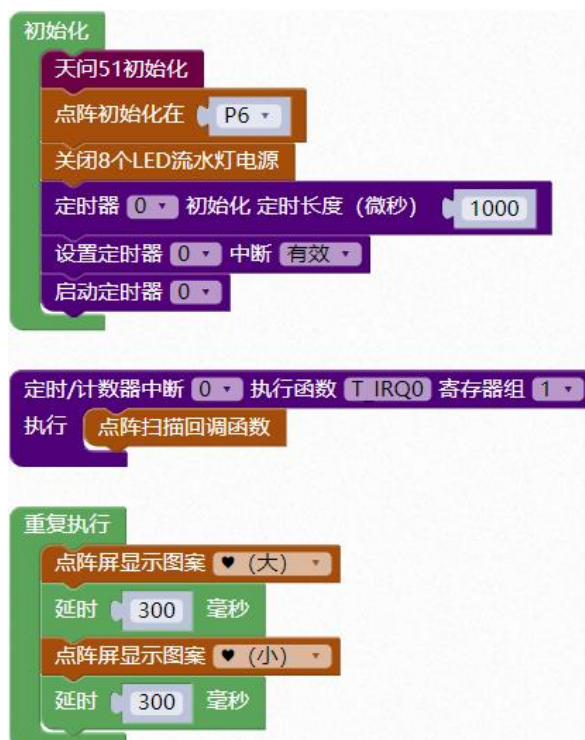 初始化
天问51初始化
点阵初始化在 P6
关闭8个LED流水灯电源
定时器 0 初始化 定时长度（微秒） 1000
设置定时器 0 中断 有效
启动定时器 0
定时/计数器中断 0 执行函数 T_IRQ0 寄存器组 1
执行 点阵扫描回调函数
重复执行
点阵屏显示图案 ♥ (大)
延时 300 毫秒
点阵屏显示图案 ♥ (小)
延时 300 毫秒